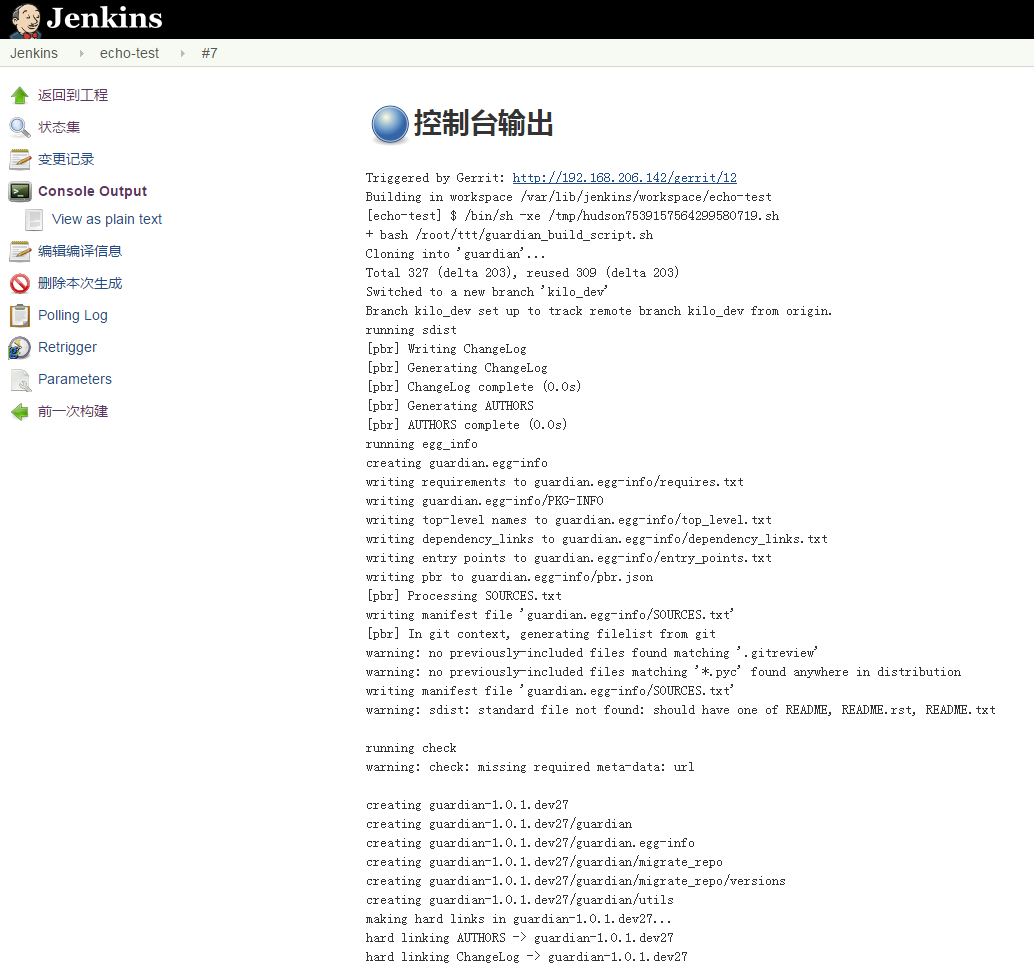 Jenkins
Jenkins echo-test #7
返回到工程
状态集
变更记录
Console Output
View as plain text
编辑编译信息
删除本次生成
Polling Log
Retrigger
Parameters
前一次构建
控制台输出
Triggered by Gerrit: http://192.168.206.142/gerrit/12
Building in workspace /var/lib/jenkins/workspace/echo-test
[echo-test] $ /bin/sh -xe /tmp/hudson7539157564299580719.sh
+ bash /root/ttt/guardian_build_script.sh
Cloning into 'guardian'...
Total 327 (delta 203), reused 309 (delta 203)
Switched to a new branch 'kilo_dev'
Branch kilo_dev set up to track remote branch kilo_dev from origin.
running sdist
[pbr] Writing ChangeLog
[pbr] Generating ChangeLog
[pbr] ChangeLog complete (0.0s)
[pbr] Generating AUTHORS
[pbr] AUTHORS complete (0.0s)
running egg_info
creating guardian.egg-info
writing requirements to guardian.egg-info/requires.txt
writing guardian.egg-info/PKG-INFO
writing top-level names to guardian.egg-info/top_level.txt
writing dependency_links to guardian.egg-info/dependency_links.txt
writing entry points to guardian.egg-info/entry_points.txt
writing pbr to guardian.egg-info/pbr.json
[pbr] Processing SOURCES.txt
writing manifest file 'guardian.egg-info/SOURCES.txt'
[pbr] In git context, generating filelist from git
warning: no previously-included files found matching '.gitreview'
warning: no previously-included files matching '*.pyc' found anywhere in distribution
writing manifest file 'guardian.egg-info/SOURCES.txt'
warning: sdist: standard file not found: should have one of README, README.rst, README.txt
running check
warning: check: missing required meta-data: url
creating guardian-1.0.1.dev27
creating guardian-1.0.1.dev27/guardian
creating guardian-1.0.1.dev27/guardian.egg-info
creating guardian-1.0.1.dev27/guardian/migrate_repo
creating guardian-1.0.1.dev27/guardian/migrate_repo/versions
creating guardian-1.0.1.dev27/guardian/utils
making hard links in guardian-1.0.1.dev27...
hard linking AUTHORS -> guardian-1.0.1.dev27
hard linking ChangeLog -> guardian-1.0.1.dev27